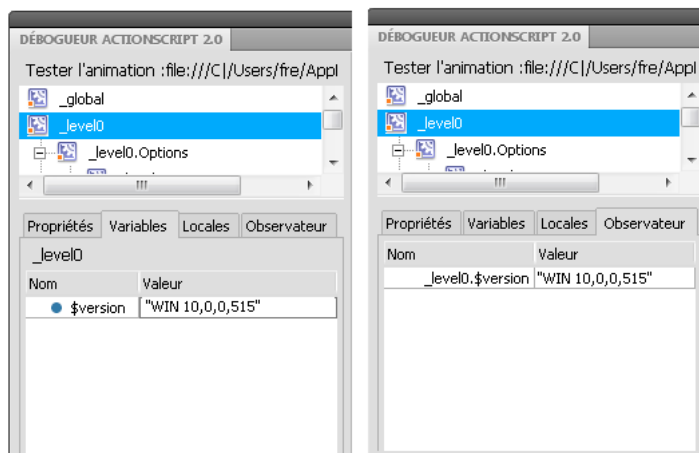 DÉBOGUEUR ACTIONSCRIPT 2.0
Tester l'animation :file:///C|/Users/fre/Appl
_global
_level0
_level0.Options
Propriétés Variables Locales Observateur
_level0
Nom Valeur
$version "WIN 10,0,0,515"
DÉBOGUEUR ACTIONSCRIPT 2.0
Tester l'animation :file:///C|/Users/fre/Appl
_global
_level0
_level0.Options
Propriétés Variables Locales Observateur
Nom Valeur
_level0.$version "WIN 10,0,0,515"